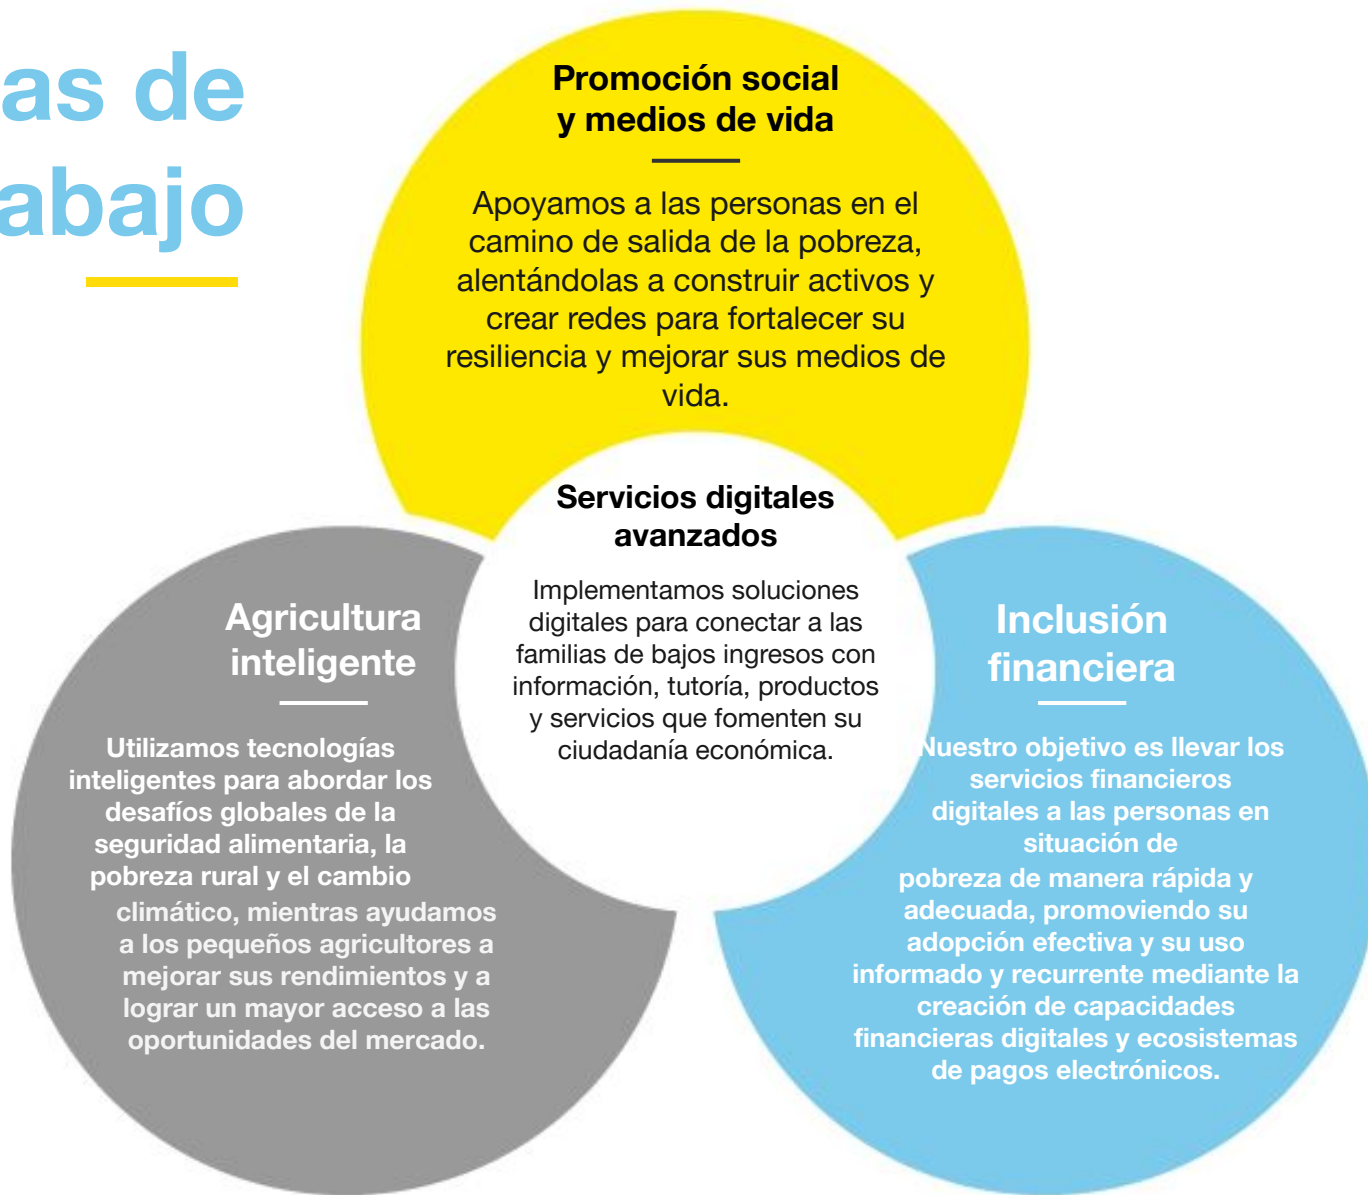 as de
abajo
Promoción social
y medios de vida
Apoyamos a las personas en el
camino de salida de la pobreza,
alentándolas a construir activos y
crear redes para fortalecer su
resiliencia y mejorar sus medios de
vida.
Servicios digitales
avanzados
Implementamos soluciones
digitales para conectar a las
familias de bajos ingresos con
información, tutoría, productos
y servicios que fomenten su
ciudadanía económica.
Agricultura
inteligente
Utilizamos tecnologías
inteligentes para abordar los
desafíos globales de la
seguridad alimentaria, la
pobreza rural y el cambio
climático, mientras ayudamos
a los pequeños agricultores a
mejorar sus rendimientos y a
lograr un mayor acceso a las
oportunidades del mercado.
Inclusión
financiera
Nuestro objetivo es llevar los
servicios financieros
digitales a las personas en
situación de
pobreza de manera rápida y
adecuada, promoviendo su
adopción efectiva y su uso
informado y recurrente mediante la
creación de capacidades
financieras digitales y ecosistemas
de pagos electrónicos.